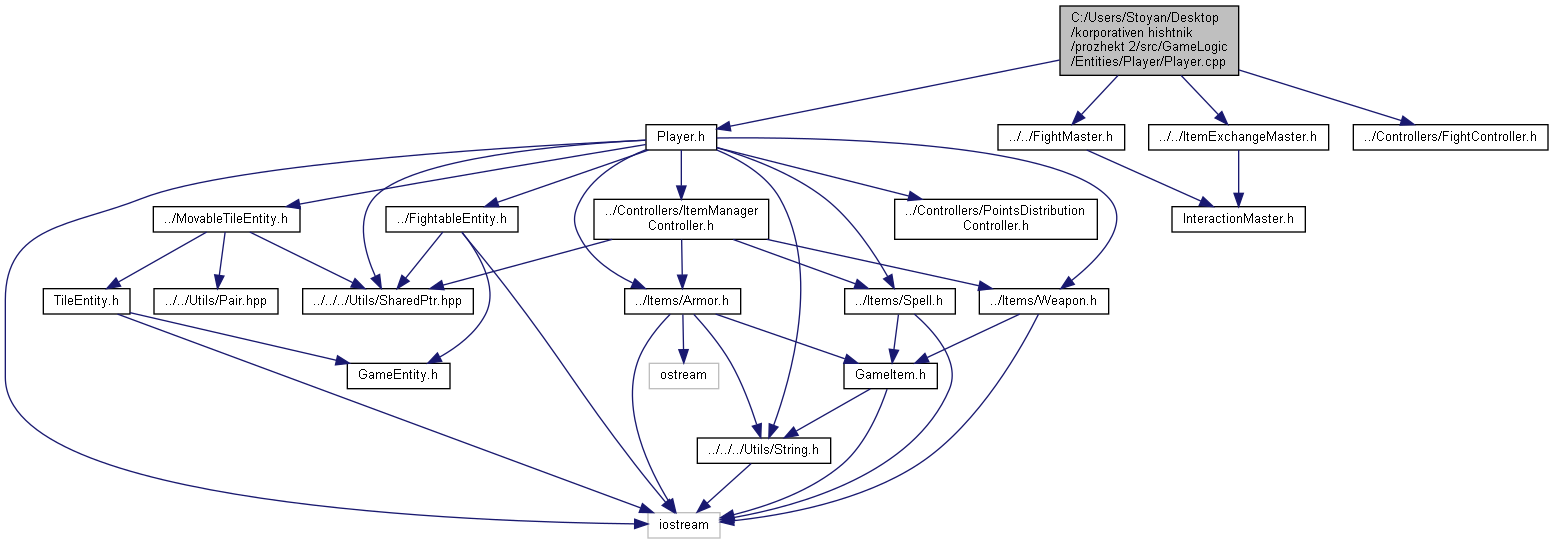 C:/Users/Stoyan/Desktop
/korporativen hishtnik
/prozhekt 2/src/GameLogic
/Entities/Player/Player.cpp
Player.h
../../FightMaster.h
../../ItemExchangeMaster.h
../Controllers/FightController.h
../MovableTileEntity.h
../FightableEntity.h
../Controllers/ItemManager
Controller.h
../Controllers/PointsDistribution
Controller.h
InteractionMaster.h
TileEntity.h
../../Utils/Pair.hpp
../../../Utils/SharedPtr.hpp
../Items/Armor.h
../Items/Spell.h
../Items/Weapon.h
GameEntity.h
ostream
GameItem.h
../../../Utils/String.h
iostream